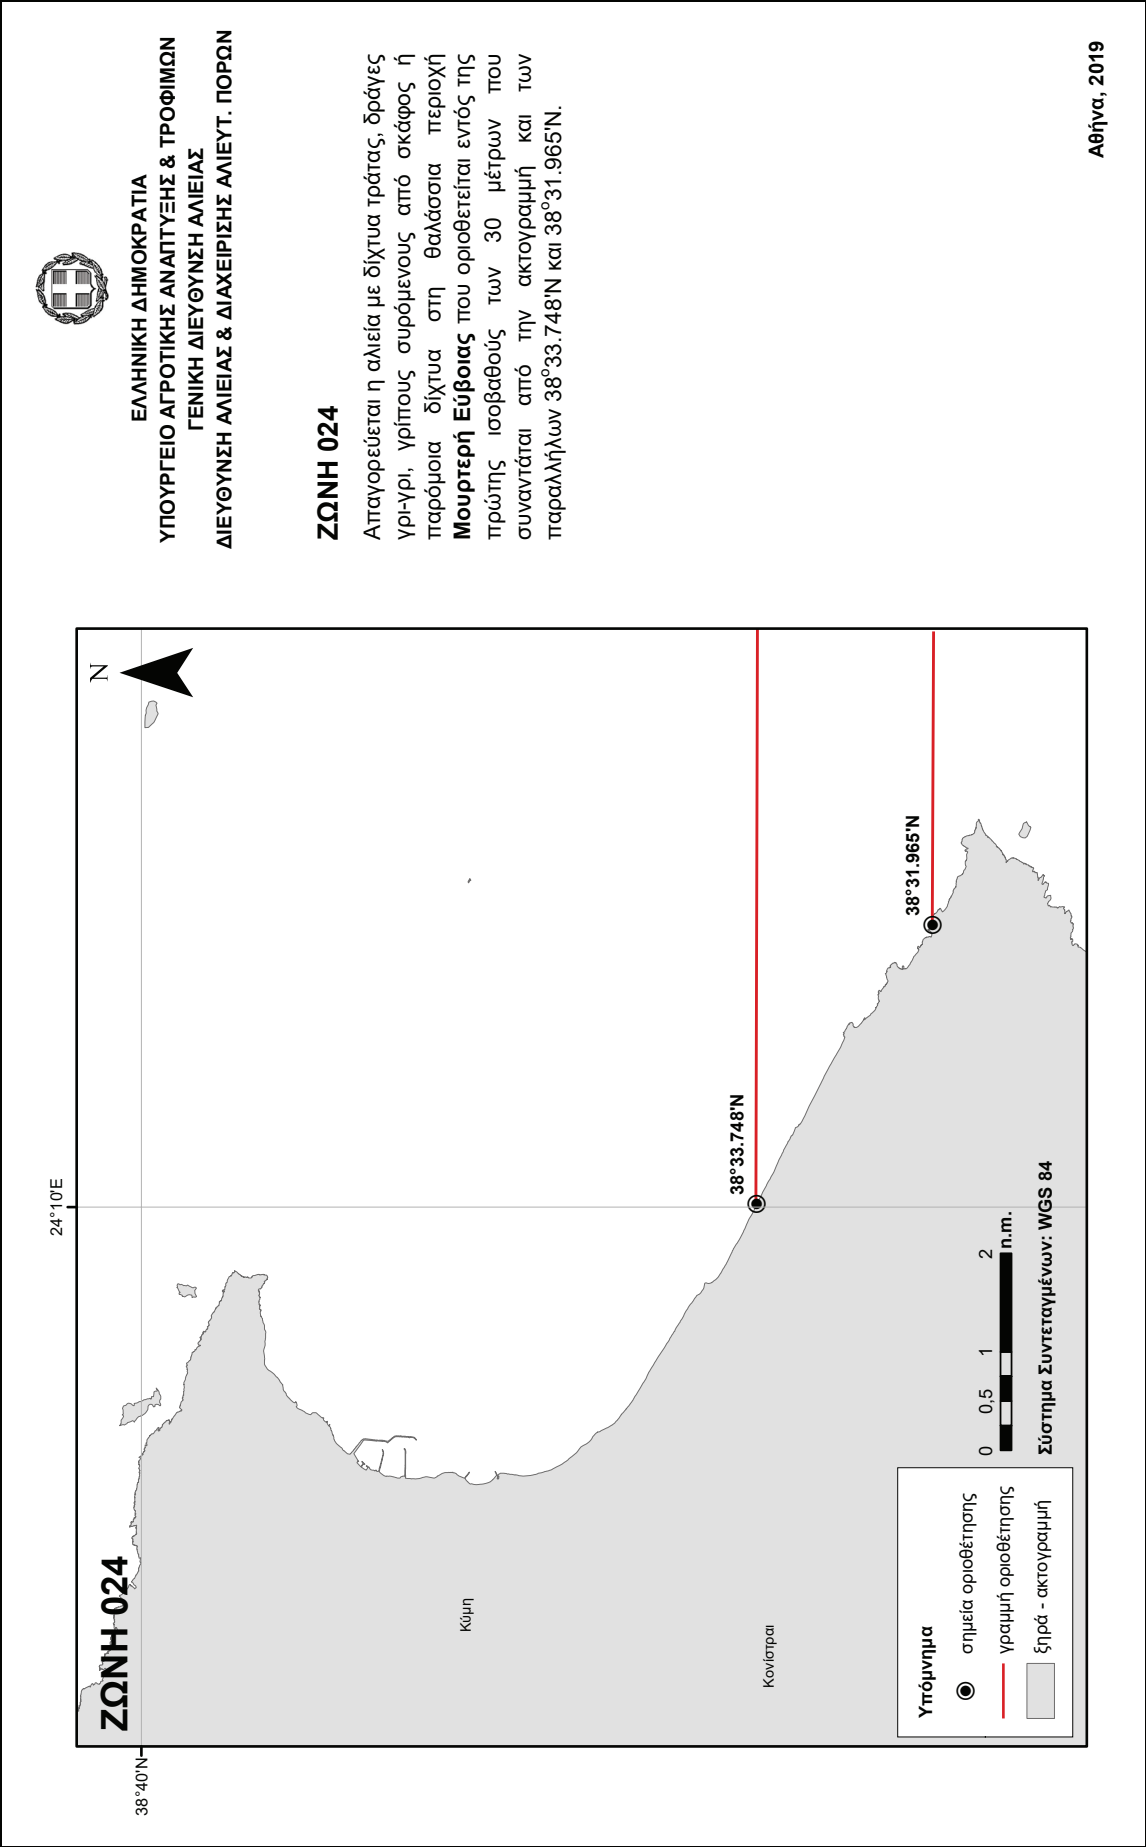 ΖΩΝΗ 024
24°10'E
38°40'N
N
Κύμη
Κονίστραι
38°33.748'N
38°31.965'N
Υπόμνημα
σημεία οριοθέτησης
γραμμή οριοθέτησης
ξηρά - ακτογραμμή
0 0,5 1 2
n.m.
Σύστημα Συντεταγμένων: WGS 84
ΕΛΛΗΝΙΚΗ ΔΗΜΟΚΡΑΤΙΑ
ΥΠΟΥΡΓΕΙΟ ΑΓΡΟΤΙΚΗΣ ΑΝΑΠΤΥΞΗΣ & ΤΡΟΦΙΜΩΝ
ΓΕΝΙΚΗ ΔΙΕΥΘΥΝΣΗ ΑΛΙΕΙΑΣ
ΔΙΕΥΘΥΝΣΗ ΑΛΙΕΙΑΣ & ΔΙΑΧΕΙΡΙΣΗΣ ΑΛΙΕΥΤ. ΠΟΡΩΝ
ΖΩΝΗ 024
Απαγορεύεται η αλιεία με δίχτυα τράτας, δράγες
γρι-γρι, γρίπους συρόμενους από σκάφος ή
παρόμοια δίχτυα στη θαλάσσια περιοχή
Μουρτερή Εύβοιας που οριοθετείται εντός της
πρώτης ισοβαθούς των 30 μέτρων που
συναντάται από την ακτογραμμή και των
παραλλήλων 38°33.748'N και 38°31.965'N.
Αθήνα, 2019